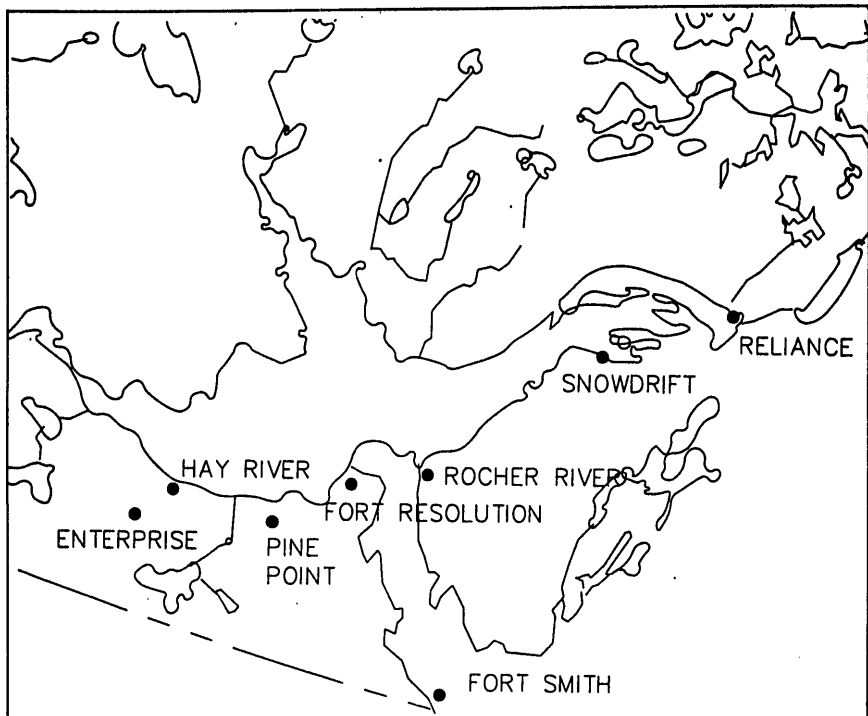 RELIANCE
SNOWDRIFT
HAY RIVER
ROCHER RIVER
FORT RESOLUTION
ENTERPRISE
PINE
POINT
FORT SMITH